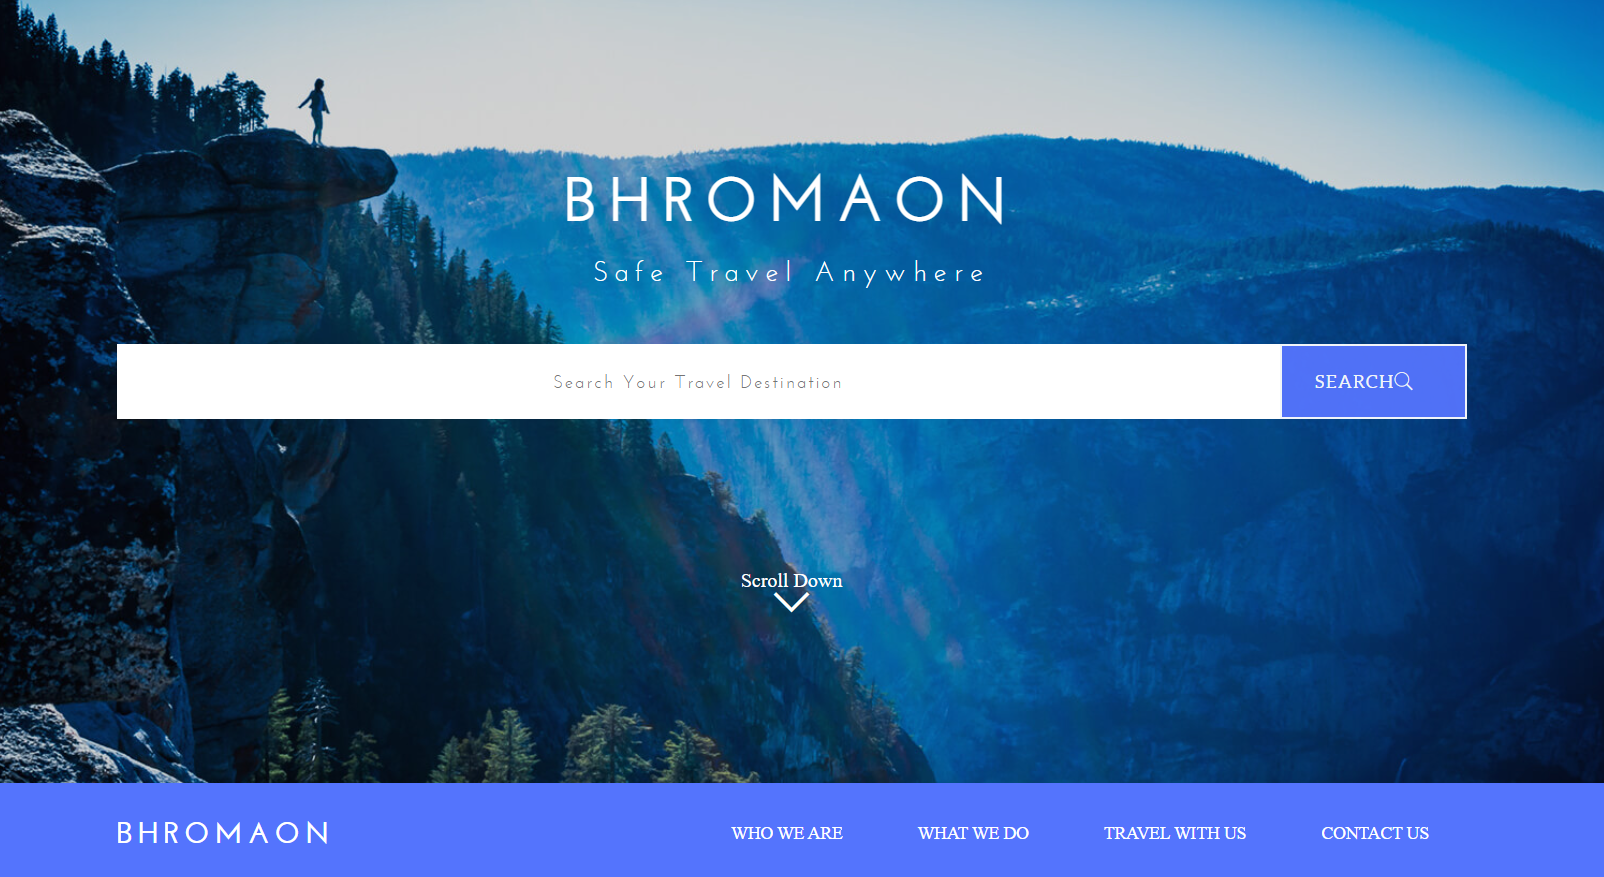 BHROMAON
Safe Travel Anywhere
Search Your Travel Destination
SEARCH
Scroll Down
BHROMAON
WHO WE ARE
WHAT WE DO
TRAVEL WITH US
CONTACT US